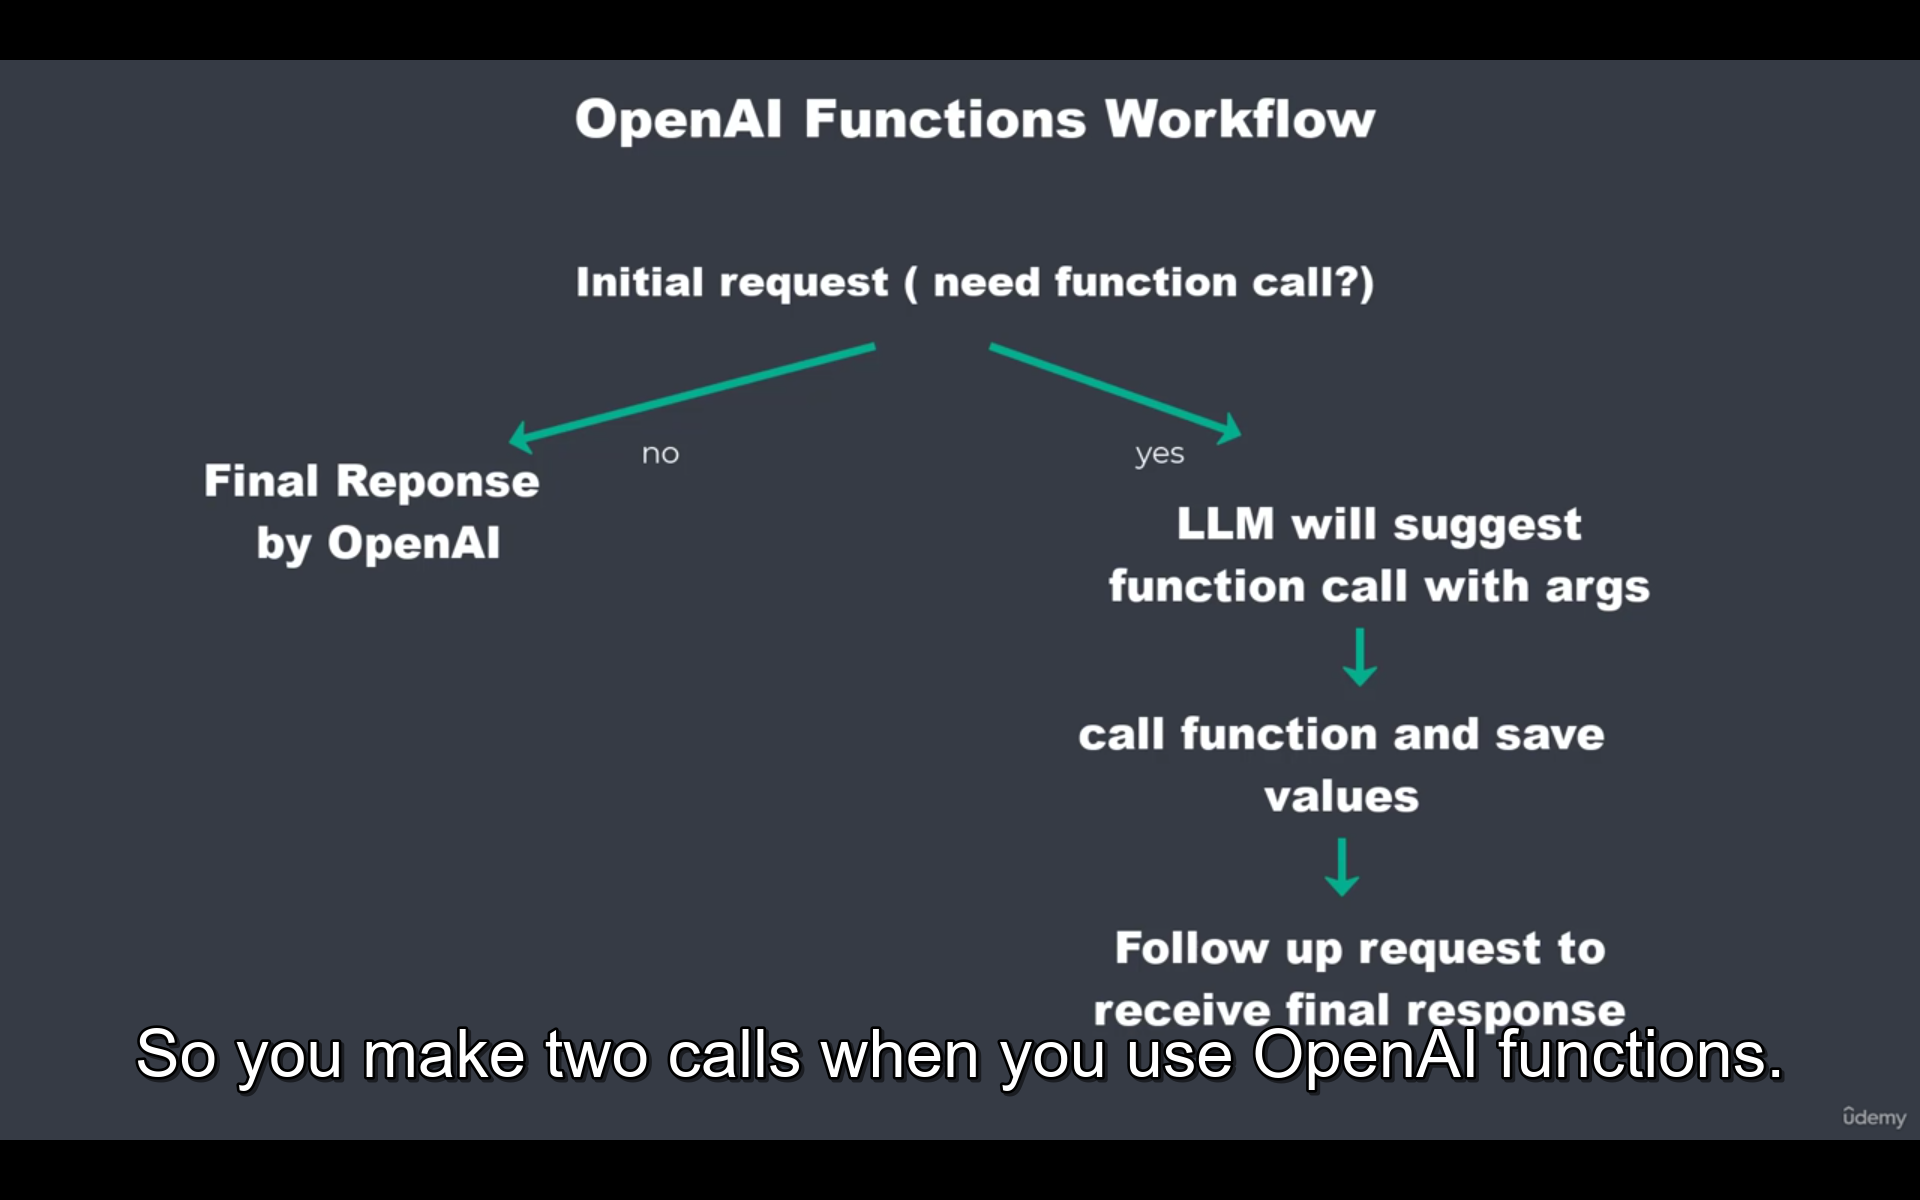 OpenAI Functions Workflow
Initial request ( need function call?)
no
yes
Final Reponse
by OpenAI
LLM will suggest
function call with args
call function and save
values
Follow up request to
receive final response
So you make two calls when you use OpenAI functions.
ûdemy